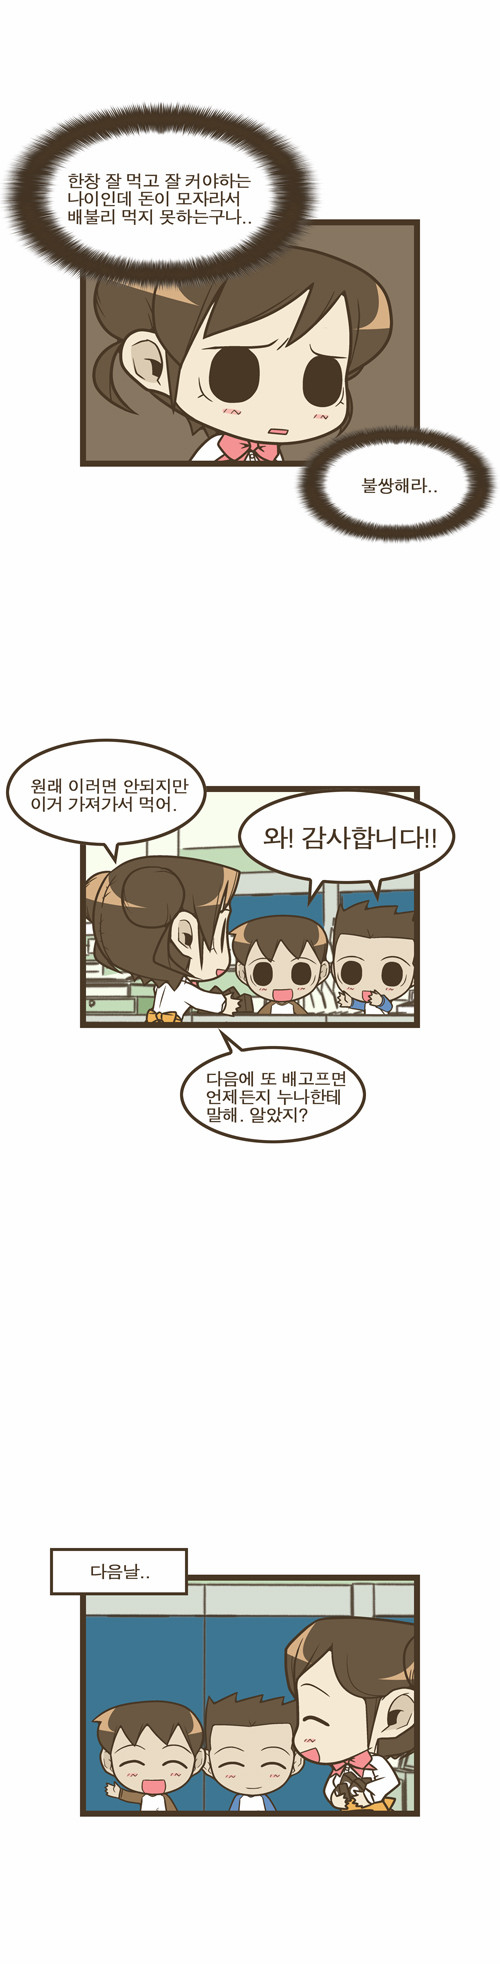 한창 잘 먹고 잘 커야하는
나이인데 돈이 모자라서
배불리 먹지 못하는구나..
불쌍해라..
원래 이러면 안되지만
이거 가져가서 먹어.
와! 감사합니다!!
다음에 또 배고프면
언제든지 누나한테
말해. 알았지?
다음날..